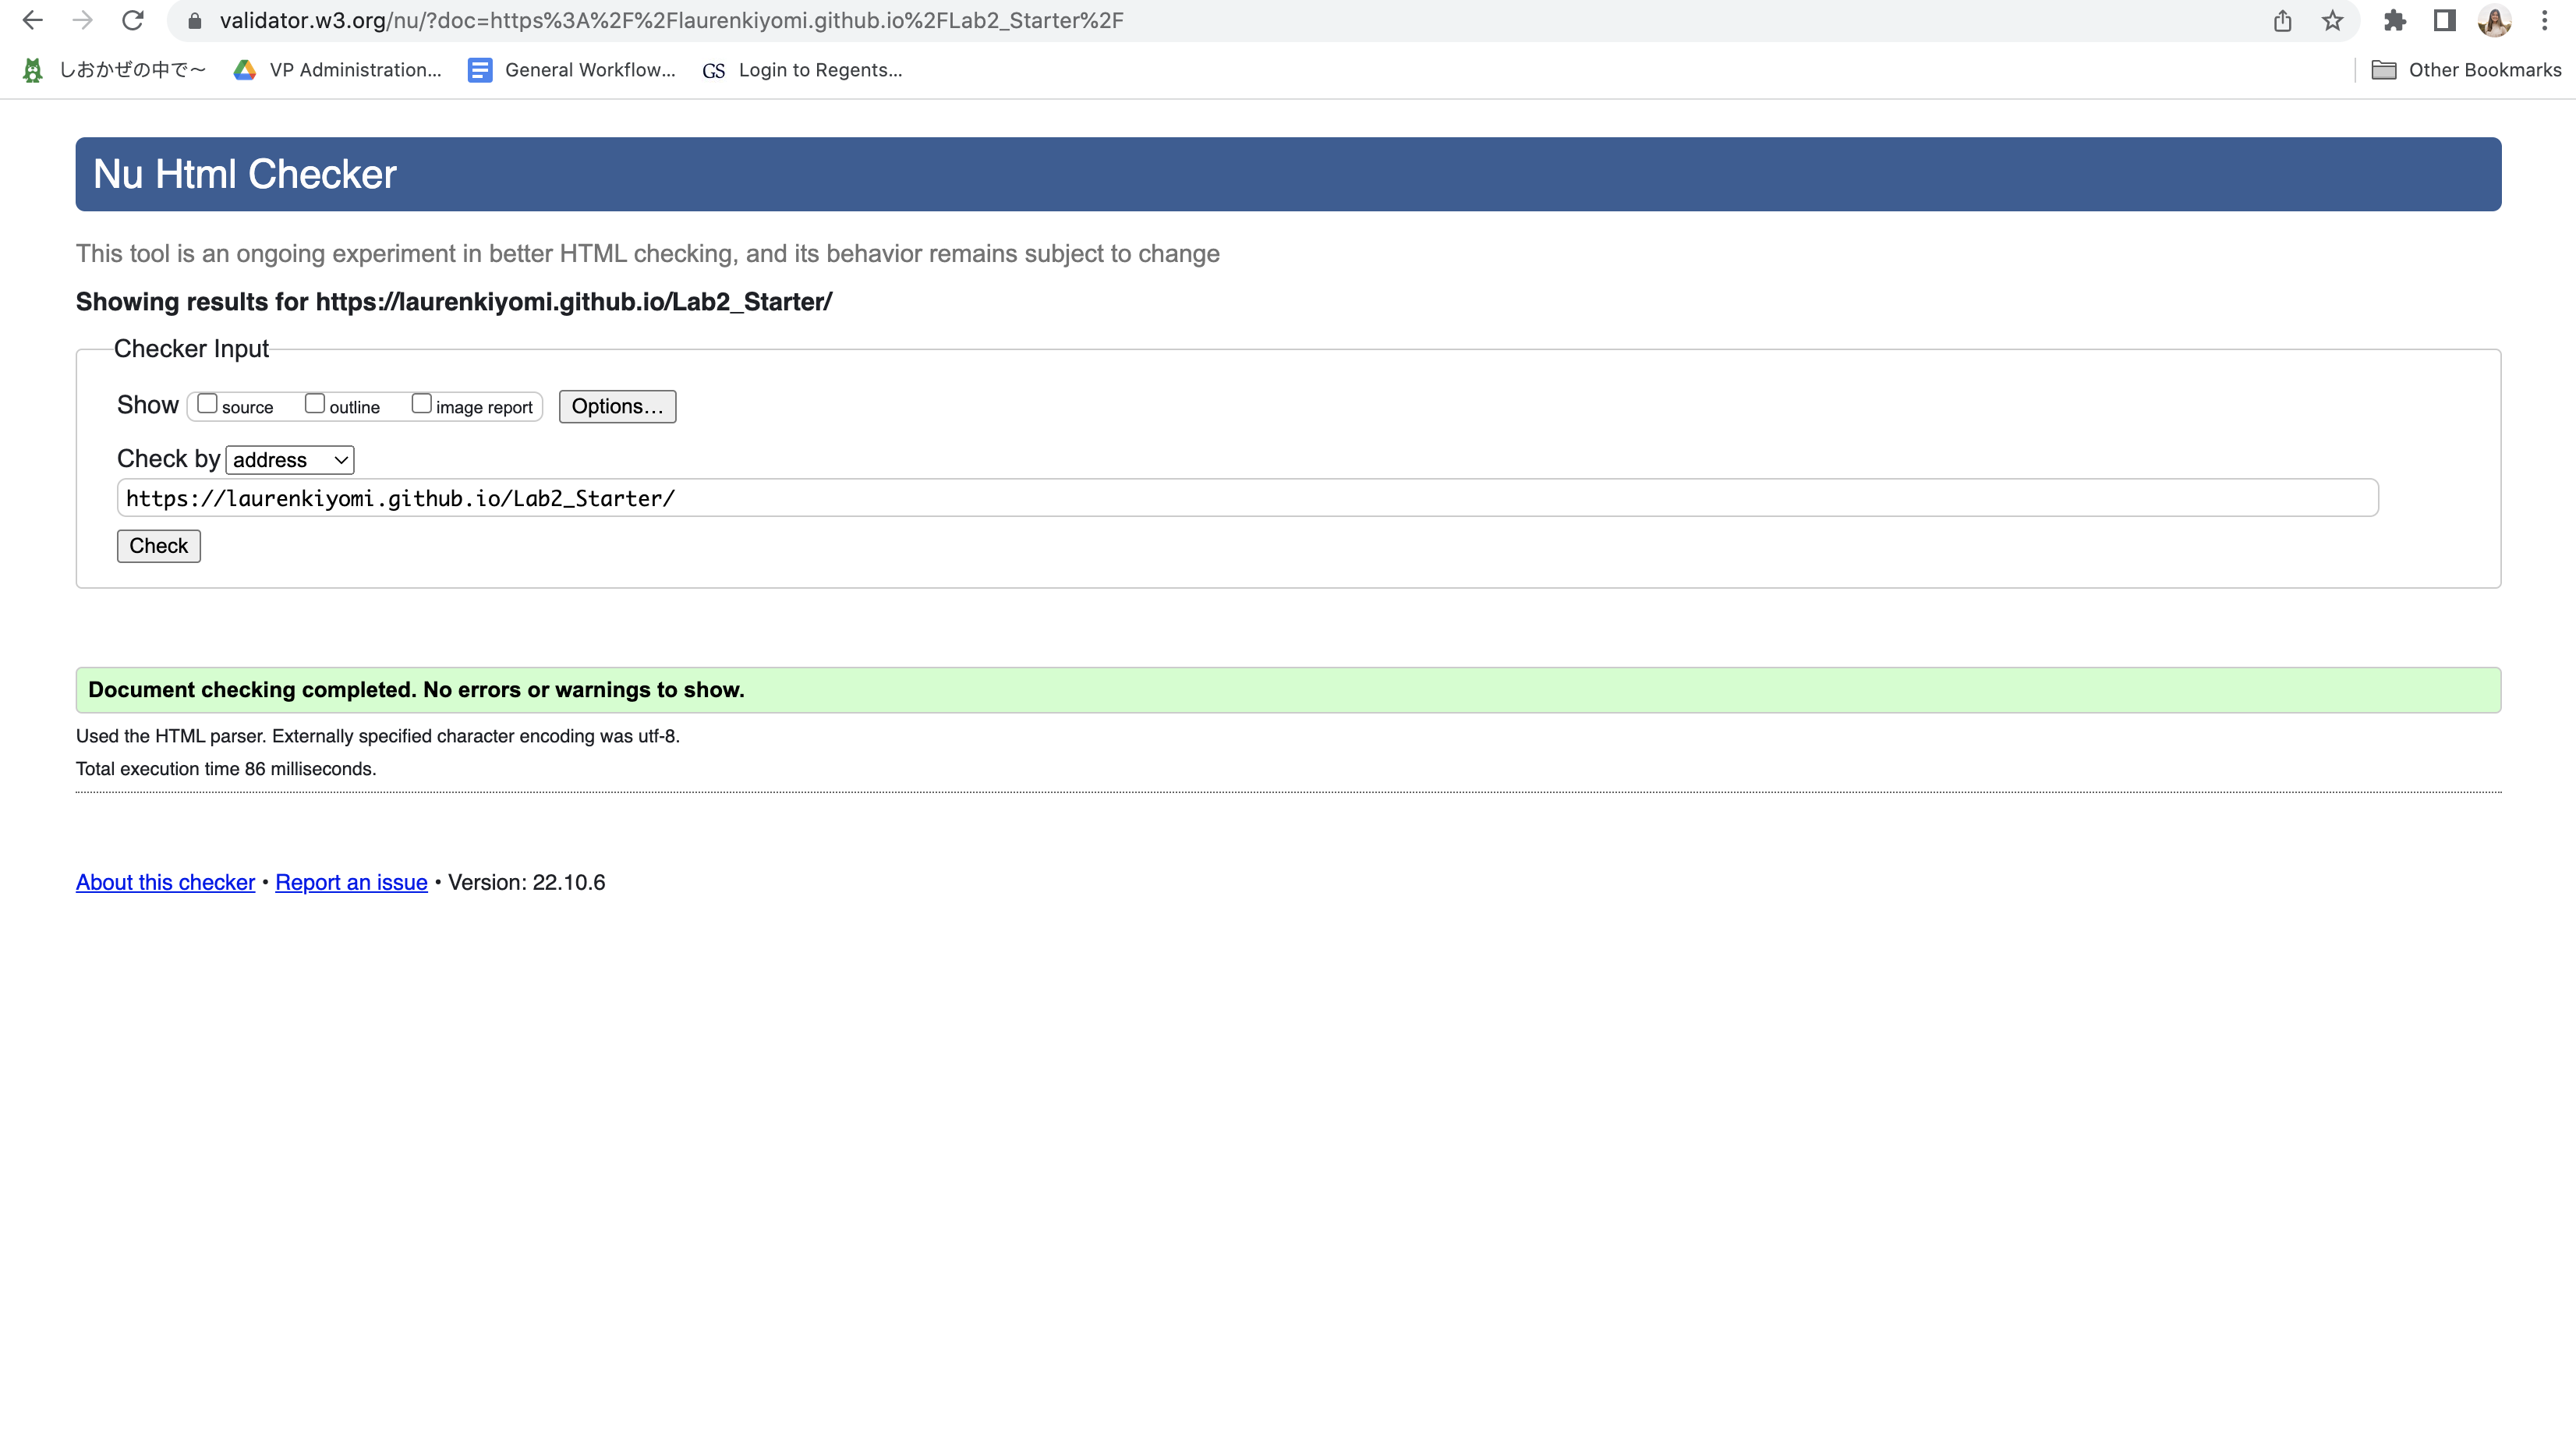 validator.w3.org/nu/?doc=https%3A%2F%2Flaurenkiyomi.github.io%2FLab2_Starter%2F
しおかぜの中で～ VP Administration... General Workflow... GS Login to Regents... Other Bookmarks
Nu Html Checker
This tool is an ongoing experiment in better HTML checking, and its behavior remains subject to change
Showing results for https://laurenkiyomi.github.io/Lab2_Starter/
Checker Input
Show source outline image report Options...
Check by address
https://laurenkiyomi.github.io/Lab2_Starter/
Check
Document checking completed. No errors or warnings to show.
Used the HTML parser. Externally specified character encoding was utf-8.
Total execution time 86 milliseconds.
About this checker • Report an issue • Version: 22.10.6